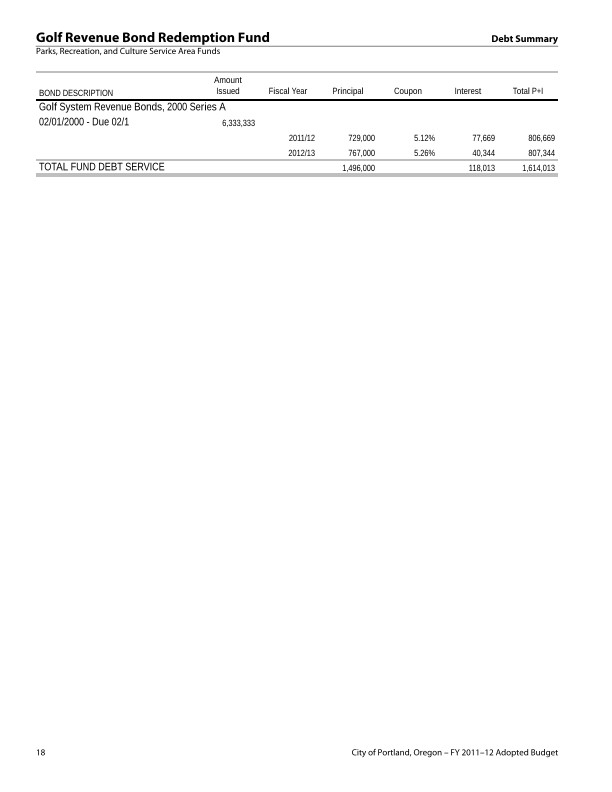 Golf Revenue Bond Redemption Fund Debt Summary
Parks, Recreation, and Culture Service Area Funds
Amount
BOND DESCRIPTION Issued Fiscal Year Principal Coupon Interest Total P+I
Golf System Revenue Bonds, 2000 Series A
02/01/2000 - Due 02/1 6,333,333
2011/12 729,000 5.12% 77,669 806,669
2012/13 767,000 5.26% 40,344 807,344
TOTAL FUND DEBT SERVICE 1,496,000 118,013 1,614,013
18 City of Portland, Oregon – FY 2011–12 Adopted Budget